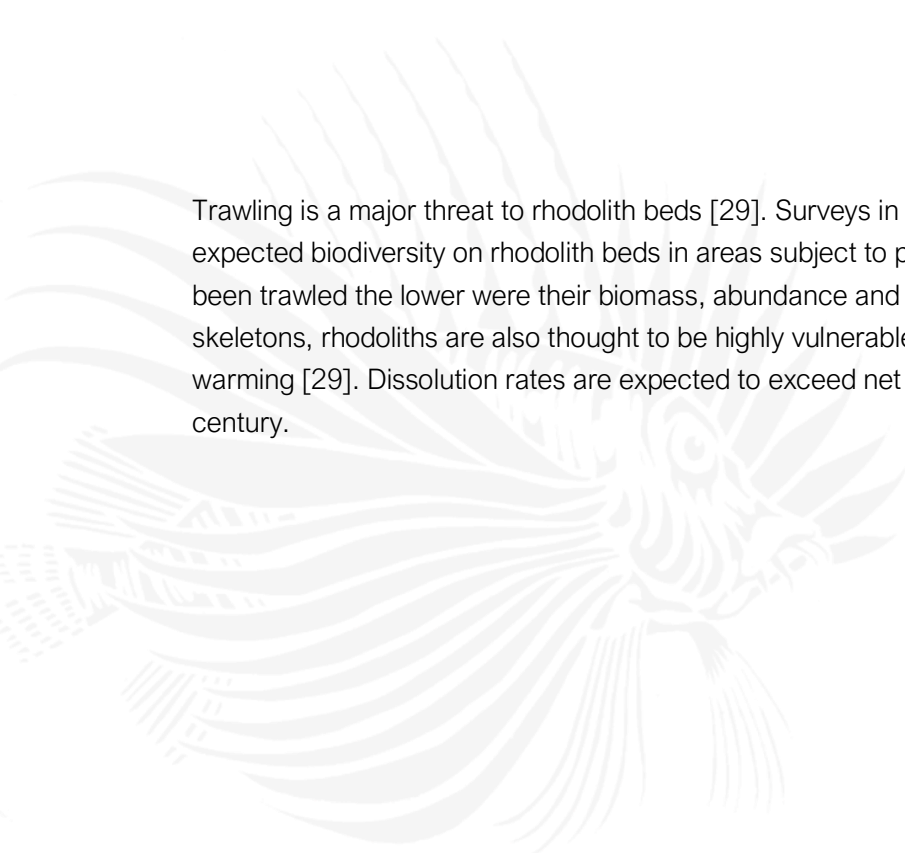 Trawling is a major threat to rhodolith beds [29]. Surveys in
expected biodiversity on rhodolith beds in areas subject to
been trawled the lower were their biomass, abundance and
skeletons, rhodoliths are also thought to be highly vulnerable
warming [29]. Dissolution rates are expected to exceed net
century.